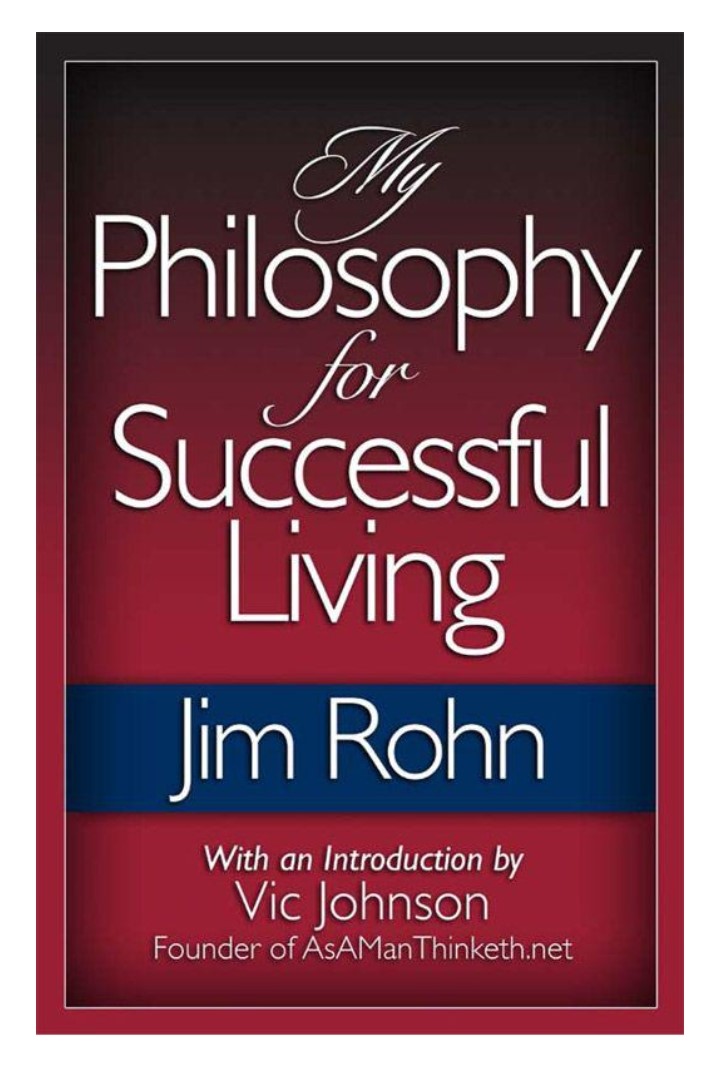 My
Philosophy
for
Successful
Living
Jim Rohn
With an Introduction by
Vic Johnson
Founder of AsAManThinketh.net